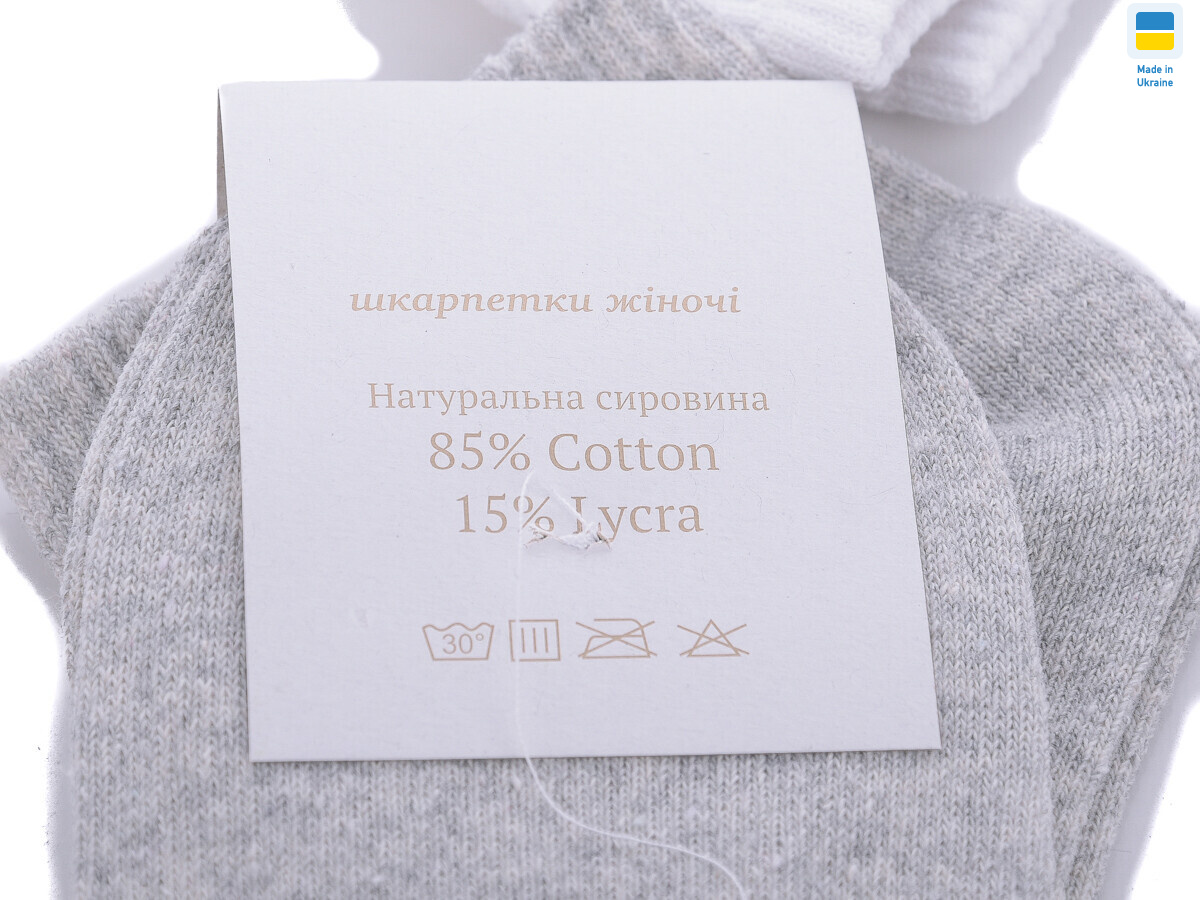 Made in
Ukraine
шкарпетки жіночі
Натуральна сировина
85% Cotton
15% Lycra
30°